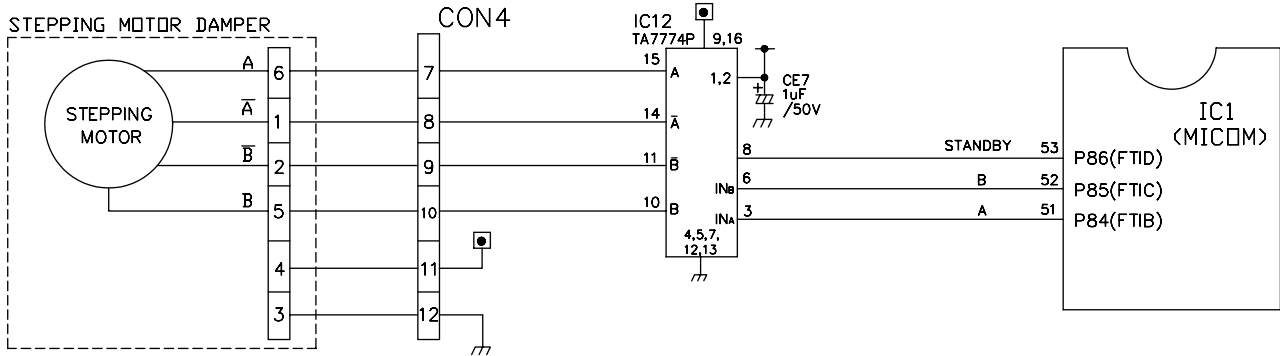 STEPPING MOTOR DAMPER
CON4
IC12
TA7774P
9,16
A
6
7
15
A
1,2
CE7
1uF
/50V
STEPPING
MOTOR
A̅
1
8
14
A̅
IC1
(MICOM)
B̅
2
9
11
B̅
8
STANDBY
53
P86(FTID)
INB
6
B
52
P85(FTIC)
B
5
10
10
B
INA
3
A
51
P84(FTIB)
4,5,7,
12,13
4
11
3
12